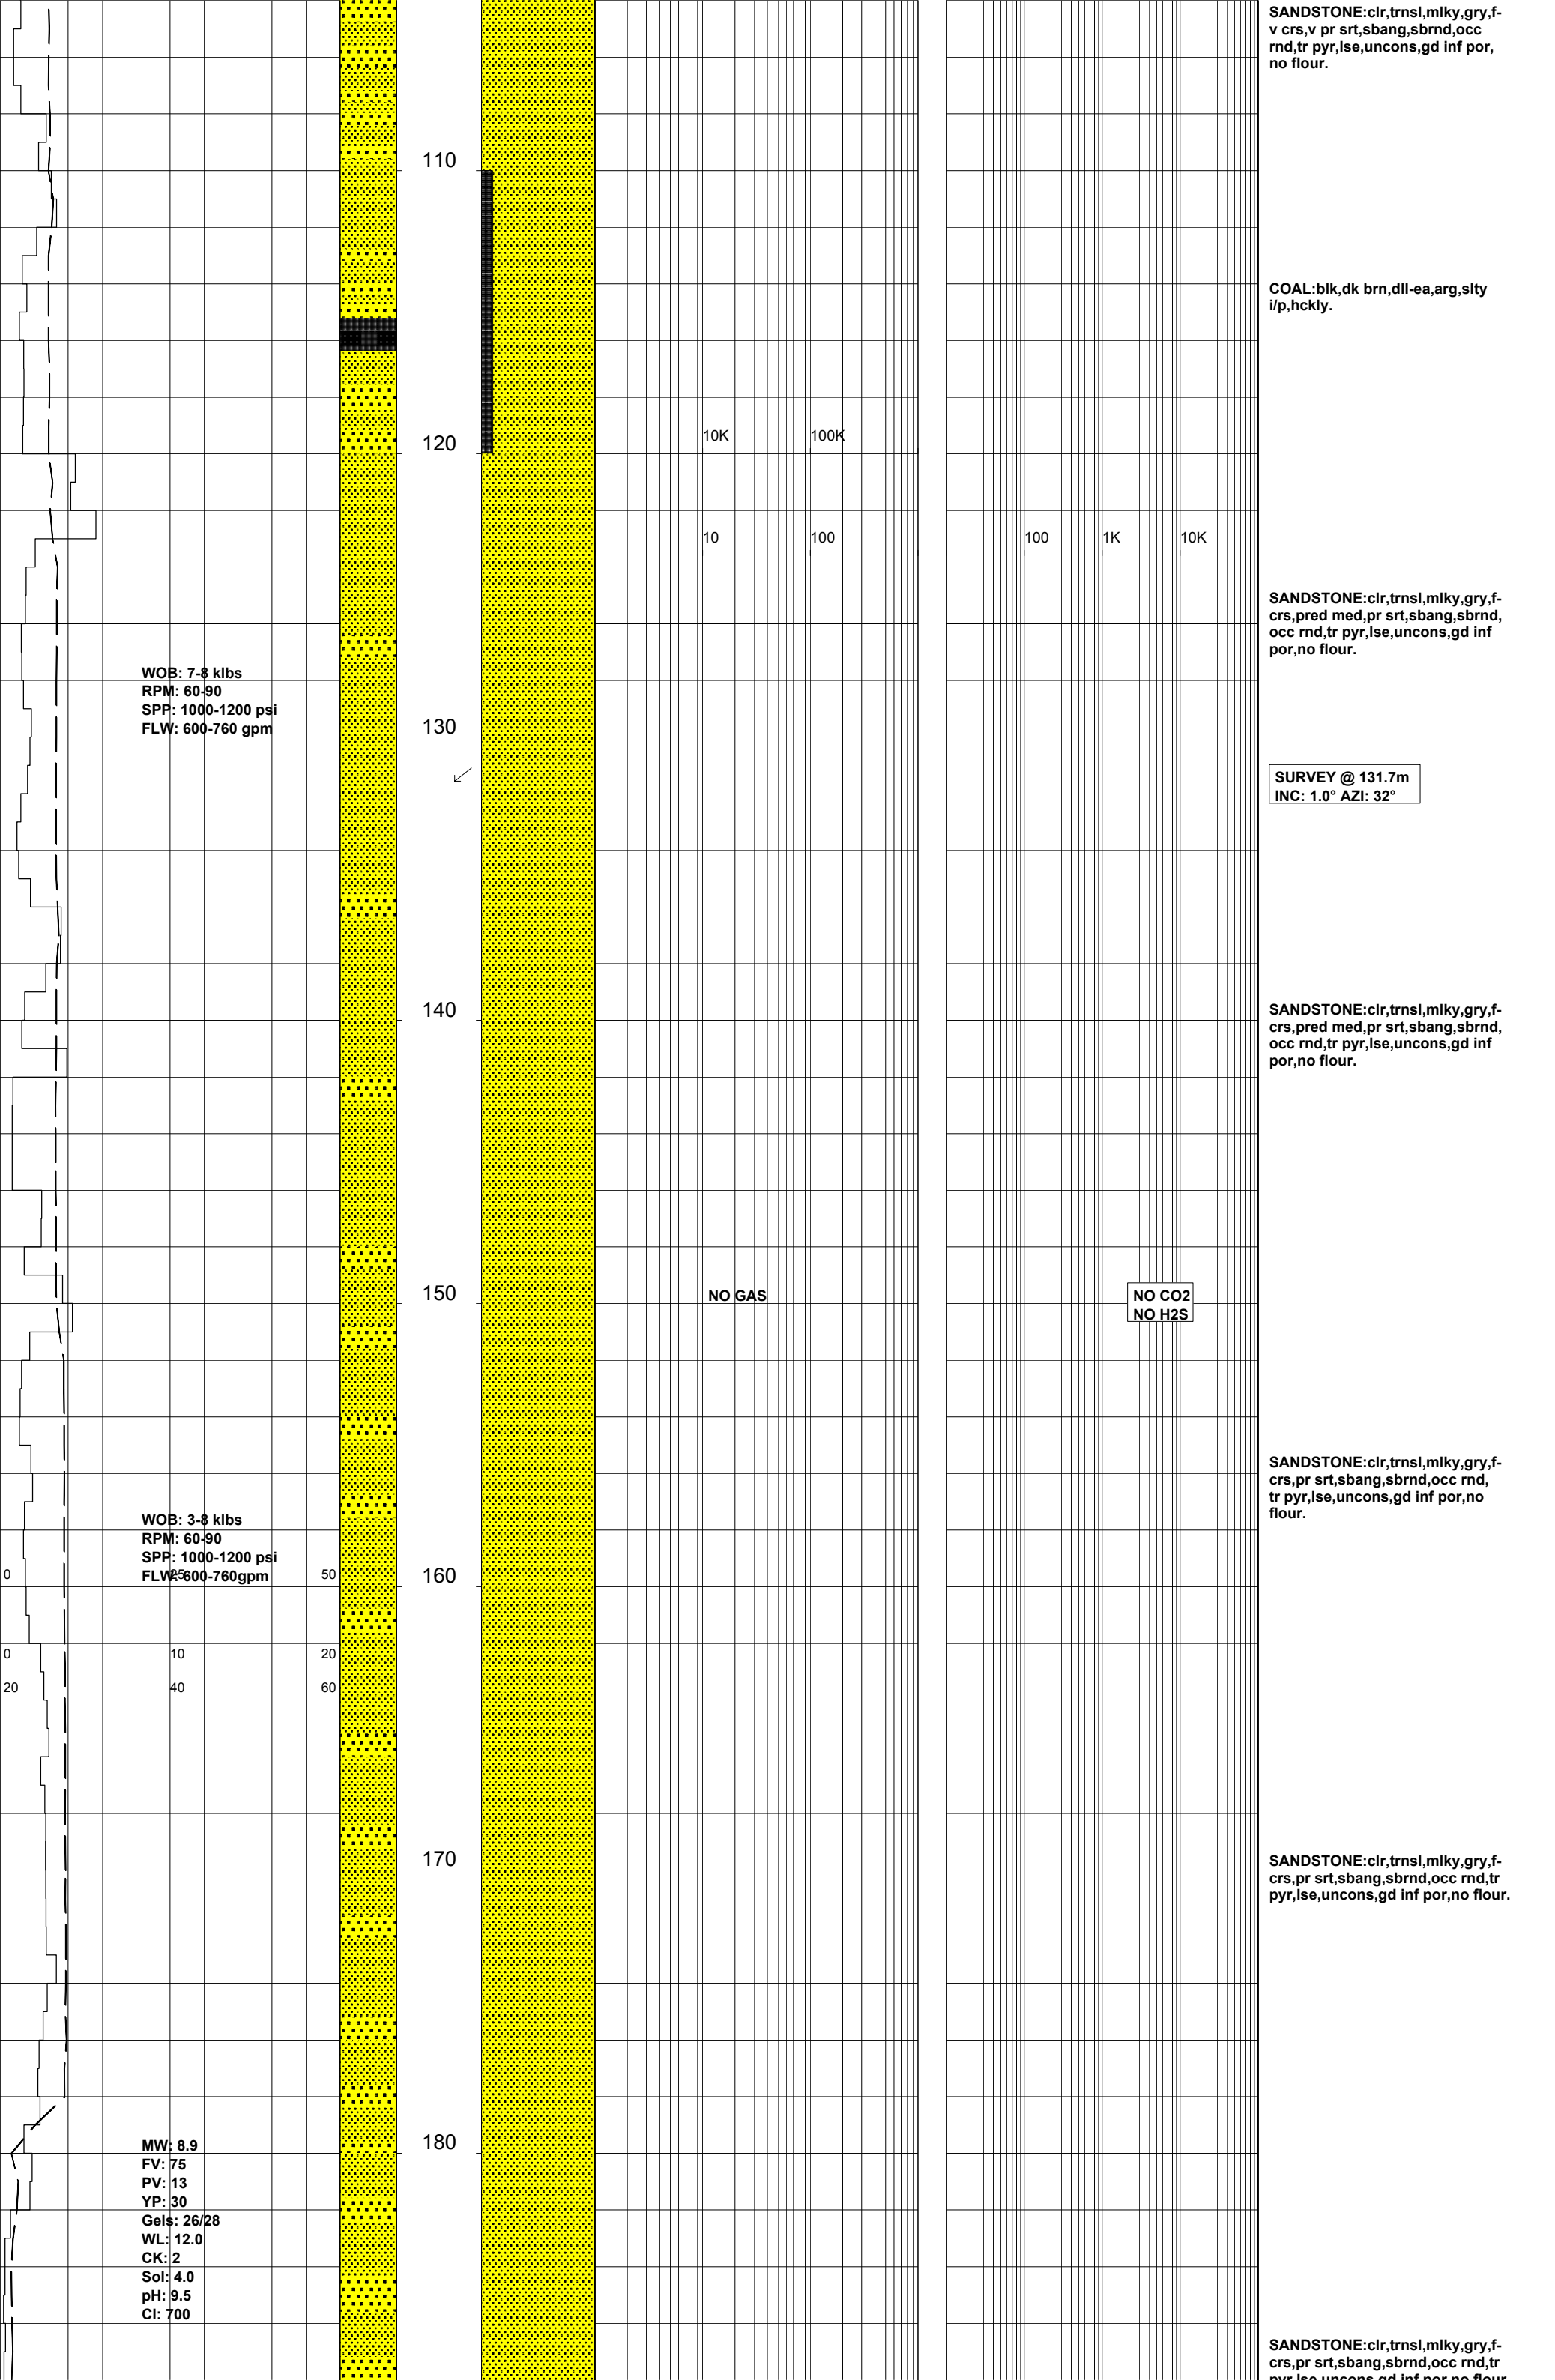 SANDSTONE:clr,trnsl,mlky,gry,f-
v crs,v pr srt,sbang,sbrnd,occ
rnd,tr pyr,lse,uncons,gd inf por,
no flour.
110
COAL:blk,dk brn,dll-ea,arg,slty
i/p,hckly.
120
10K 100K
10 100 100 1K 10K
SANDSTONE:clr,trnsl,mlky,gry,f-
crs,pred med,pr srt,sbang,sbrnd,
occ rnd,tr pyr,lse,uncons,gd inf
por,no flour.
WOB: 7-8 klbs
RPM: 60-90
SPP: 1000-1200 psi
FLW: 600-760 gpm
130
SURVEY @ 131.7m
INC: 1.0° AZI: 32°
140
SANDSTONE:clr,trnsl,mlky,gry,f-
crs,pred med,pr srt,sbang,sbrnd,
occ rnd,tr pyr,lse,uncons,gd inf
por,no flour.
150
NO GAS
NO CO2
NO H2S
SANDSTONE:clr,trnsl,mlky,gry,f-
crs,pr srt,sbang,sbrnd,occ rnd,
tr pyr,lse,uncons,gd inf por,no
flour.
WOB: 3-8 klbs
RPM: 60-90
SPP: 1000-1200 psi
FLW: 600-760gpm
0 25 50
160
0 10 20
20 40 60
170
SANDSTONE:clr,trnsl,mlky,gry,f-
crs,pr srt,sbang,sbrnd,occ rnd,tr
pyr,lse,uncons,gd inf por,no flour.
180
MW: 8.9
FV: 75
PV: 13
YP: 30
Gels: 26/28
WL: 12.0
CK: 2
Sol: 4.0
pH: 9.5
Cl: 700
SANDSTONE:clr,trnsl,mlky,gry,f-
crs,pr srt,sbang,sbrnd,occ rnd,tr
pyr,lse,uncons,gd inf por,no flour